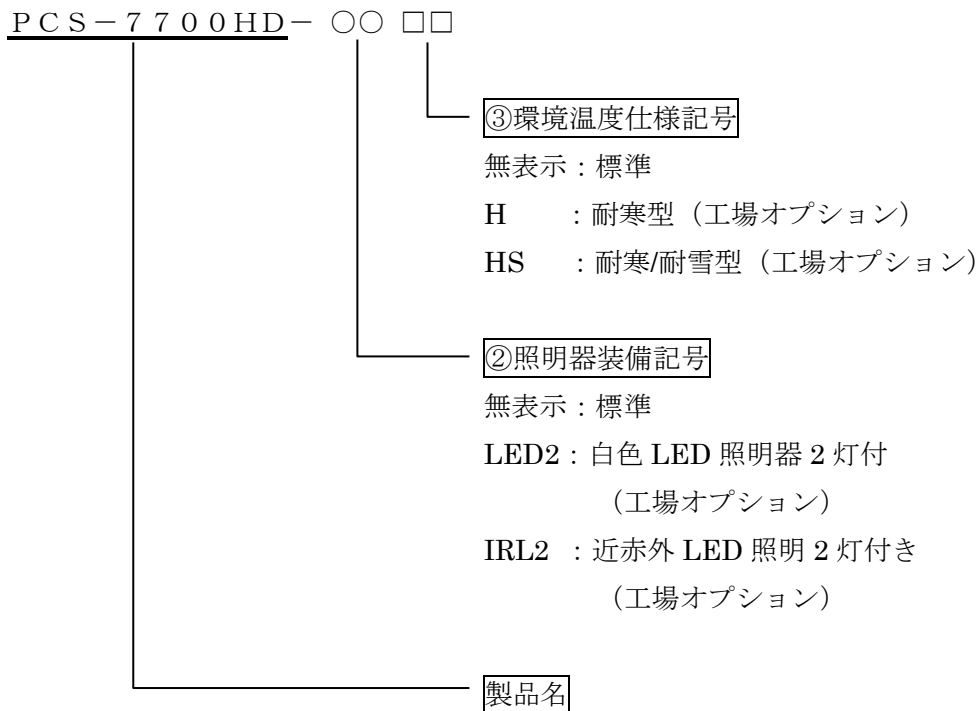 ＰＣＳ－７７００HD－ ○○ □□
③環境温度仕様記号
無表示：標準
H ：耐寒型（工場オプション）
HS ：耐寒/耐雪型（工場オプション）
②照明器装備記号
無表示：標準
LED2：白色 LED 照明器 2 灯付
（工場オプション）
IRL2 ：近赤外 LED 照明 2 灯付き
（工場オプション）
製品名